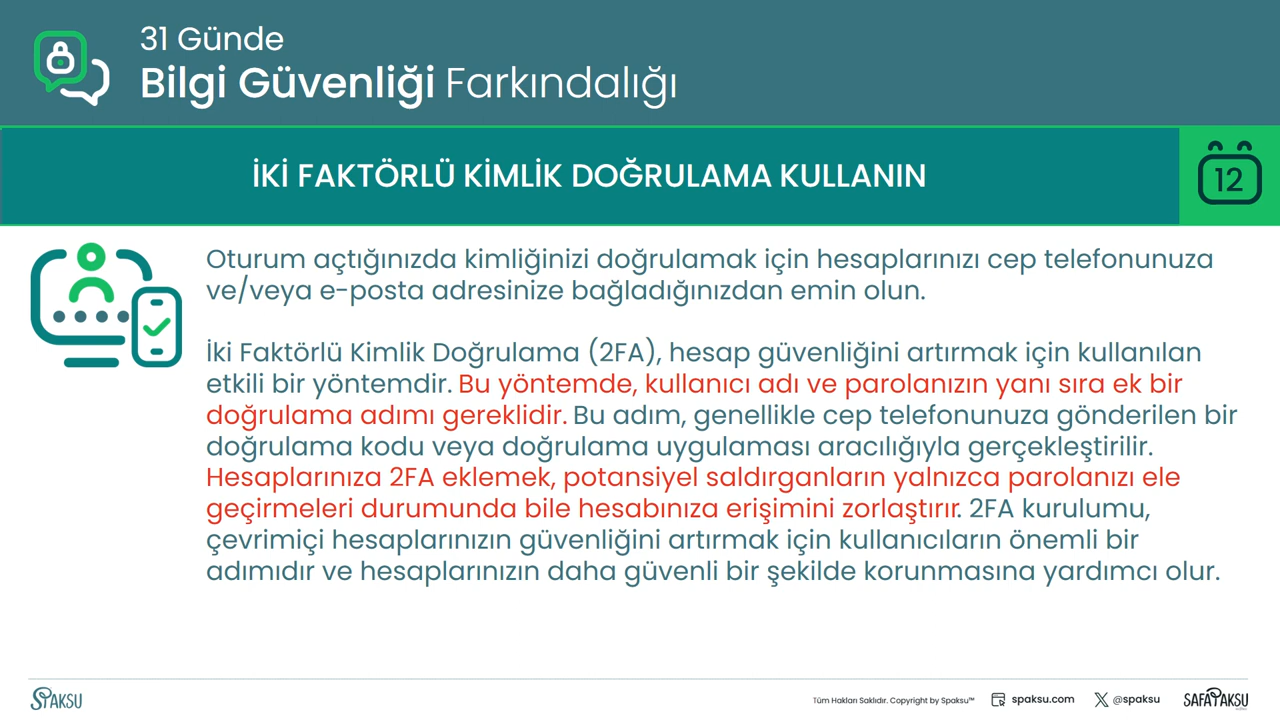 31 Günde
Bilgi Güvenliği Farkındalığı
İKİ FAKTÖRLÜ KİMLİK DOĞRULAMA KULLANIN
12
Oturum açtığınızda kimliğinizi doğrulamak için hesaplarınızı cep telefonunuza
ve/veya e-posta adresinize bağladığınızdan emin olun.
İki Faktörlü Kimlik Doğrulama (2FA), hesap güvenliğini artırmak için kullanılan
etkili bir yöntemdir. Bu yöntemde, kullanıcı adı ve parolanızın yanı sıra ek bir
doğrulama adımı gereklidir. Bu adım, genellikle cep telefonunuza gönderilen bir
doğrulama kodu veya doğrulama uygulaması aracılığıyla gerçekleştirilir.
Hesaplarınıza 2FA eklemek, potansiyel saldırganların yalnızca parolanızı ele
geçirmeleri durumunda bile hesabınıza erişimini zorlaştırır. 2FA kurulumu,
çevrimiçi hesaplarınızın güvenliğini artırmak için kullanıcıların önemli bir
adımıdır ve hesaplarınızın daha güvenli bir şekilde korunmasına yardımcı olur.
SPAKSU
Tüm Hakları Saklıdır. Copyright by Spaksu™
spaksu.com
@spaksu
SAFA PAKSU